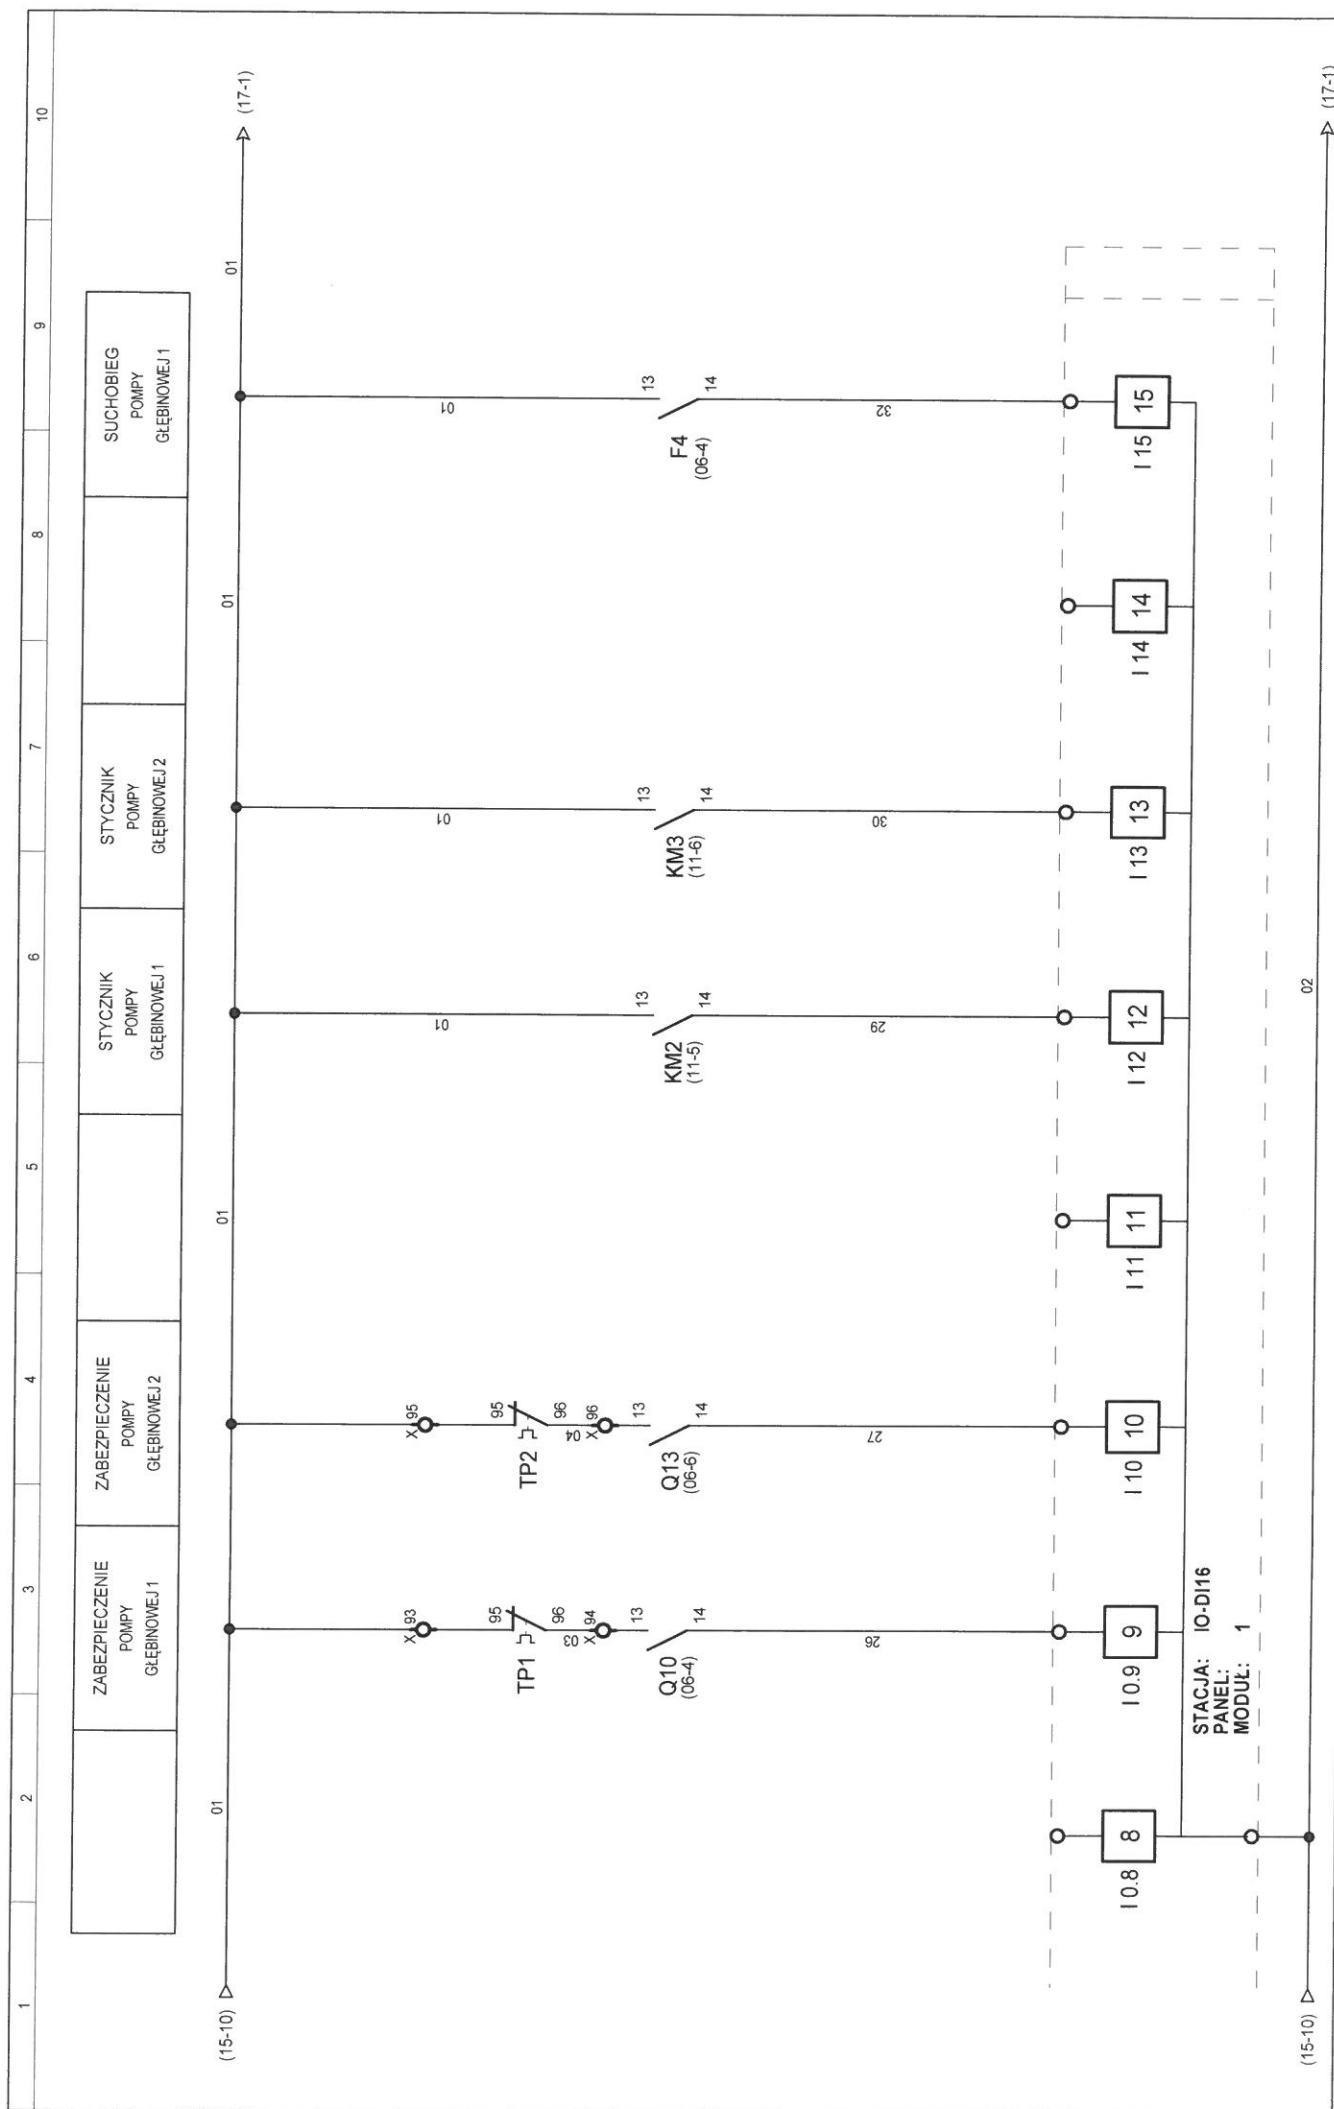 1
2
3
4
5
6
7
8
9
10
ZABEZPIECZENIE
POMPY
GŁĘBINOWEJ 1
ZABEZPIECZENIE
POMPY
GŁĘBINOWEJ 2
STYCZNIK
POMPY
GŁĘBINOWEJ 1
STYCZNIK
POMPY
GŁĘBINOWEJ 2
SUCHOBIEG
POMPY
GŁĘBINOWEJ 1
(15-10)
01
01
01
01
(17-1)
X 93
95
TP1
96
03
X 94
13
Q10
(06-4)
14
26
X 95
95
TP2
96
04
X 96
13
Q13
(06-6)
14
27
01
13
KM2
(11-5)
14
29
01
13
KM3
(11-6)
14
30
01
13
F4
(06-4)
14
32
8
I 0.8
9
I 0.9
10
I 10
11
I 11
12
I 12
13
I 13
14
I 14
15
I 15
STACJA: IO-DI16
PANEL:
MODUŁ: 1
(15-10)
02
(17-1)